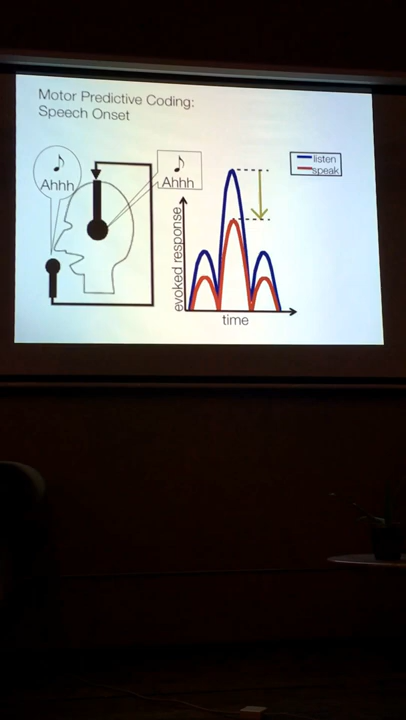 Motor Predictive Coding:
Speech Onset
Ahhh
Ahhh
evoked response
time
listen
speak